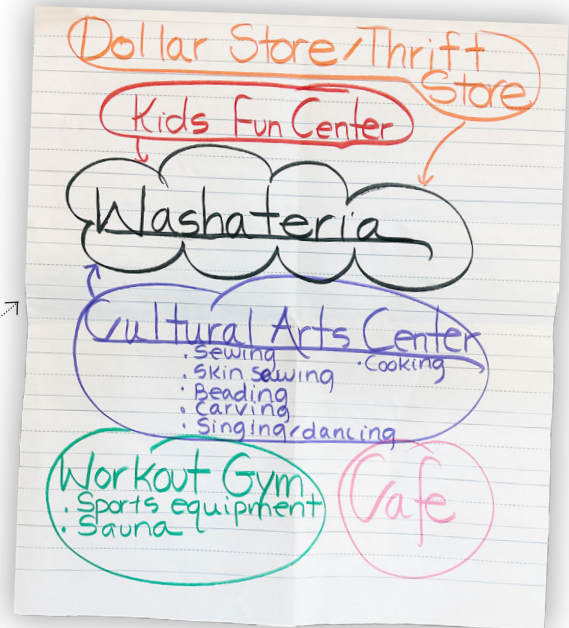 Dollar Store/Thrift
Store
Kids Fun Center
Washateria
Cultural Arts Center
· Sewing
· Cooking
· Skin sewing
· Beading
· Carving
· Singing/dancing
Workout Gym
· Sports equipment
· Sauna
Cafe